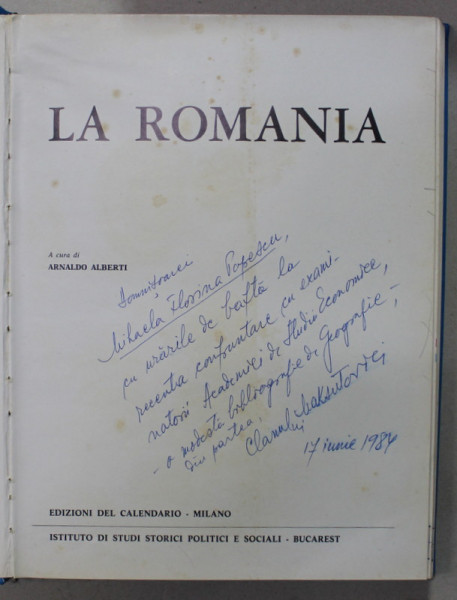 LA ROMANIA
A cura di
ARNALDO ALBERTI
Domnișoarei
Mihaela Florina Popescu,
cu urările de baftă la
recenta confruntare cu exami-
natorii Academiei de Studii Economice,
- o modestă bibliografie de Geografie,
din partea,
17 iunie 1984
EDIZIONI DEL CALENDARIO - MILANO
ISTITUTO DI STUDI STORICI POLITICI E SOCIALI - BUCAREST